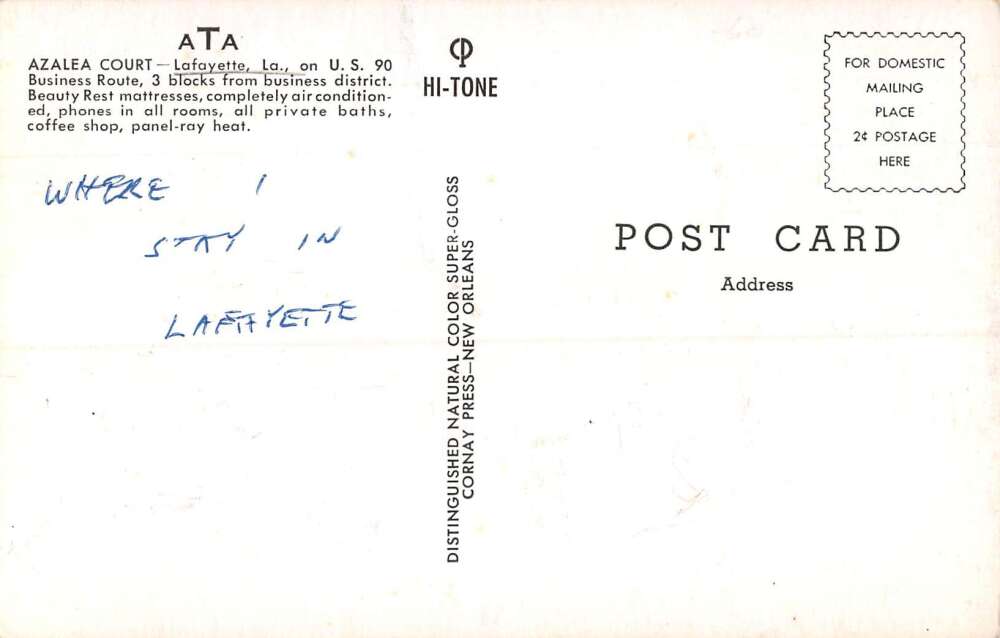 ATA
AZALEA COURT — Lafayette, La., on U. S. 90
Business Route, 3 blocks from business district.
Beauty Rest mattresses, completely air condition-
ed, phones in all rooms, all private baths,
coffee shop, panel-ray heat.
WHERE I
STAY IN
LAFAYETTE
CP
HI-TONE
DISTINGUISHED NATURAL COLOR SUPER-GLOSS
CORNAY PRESS—NEW ORLEANS
FOR DOMESTIC
MAILING
PLACE
2¢ POSTAGE
HERE
POST CARD
Address